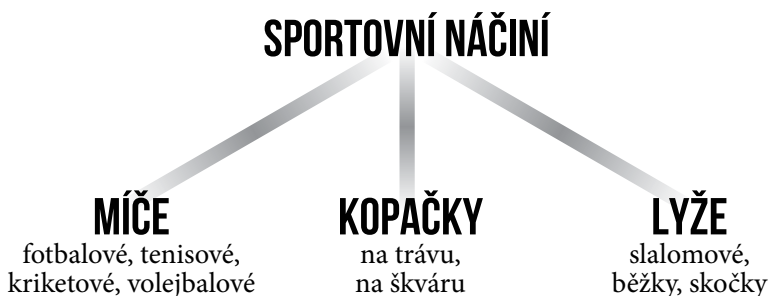 SPORTOVNÍ NÁČINÍ
MÍČE
fotbalové, tenisové,
kriketové, volejbalové
KOPAČKY
na trávu,
na škváru
LYŽE
slalomové,
běžky, skočky